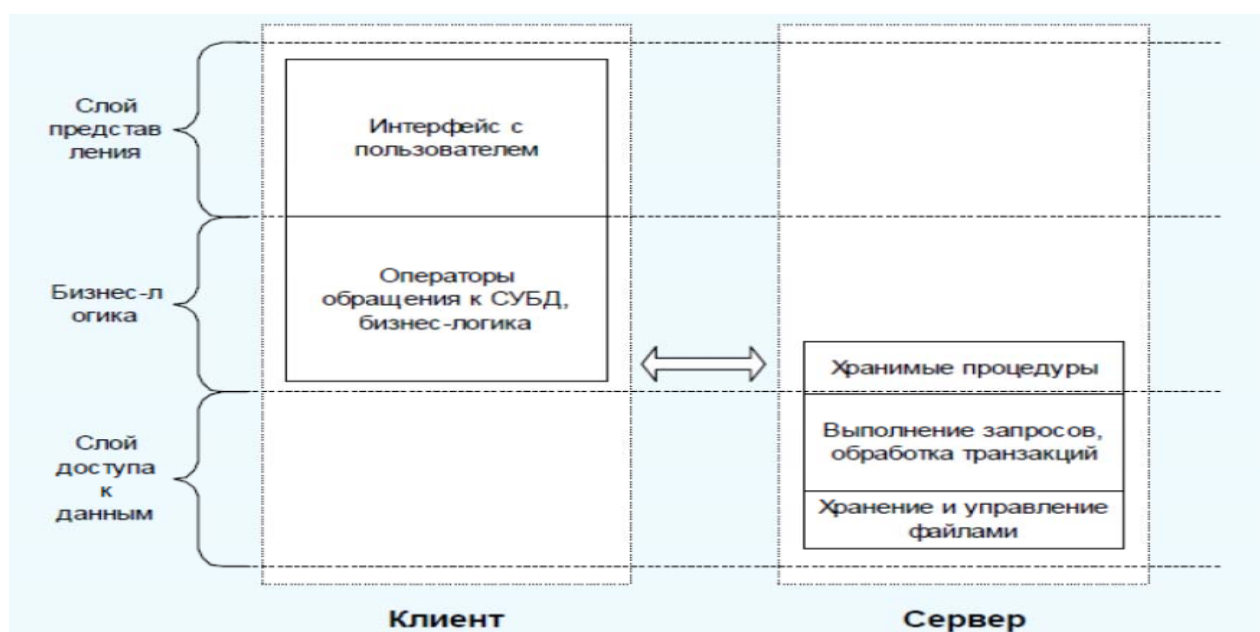 Слой
представ
ления
Интерфейс с
пользователем
Бизнес-л
огика
Операторы
обращения к СУБД,
бизнес-логика
Хранимые процедуры
Слой
доступа
к
данным
Выполнение запросов,
обработка транзакций
Хранение и управление
файлами
Клиент
Сервер